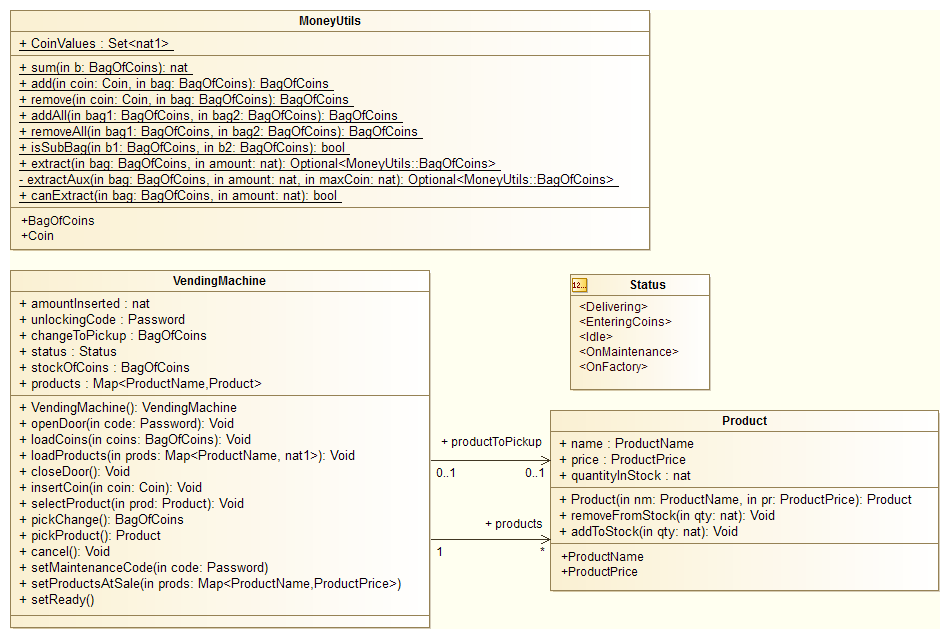 MoneyUtils
+ CoinValues : Set<nat1>
+ sum(in b: BagOfCoins): nat
+ add(in coin: Coin, in bag: BagOfCoins): BagOfCoins
+ remove(in coin: Coin, in bag: BagOfCoins): BagOfCoins
+ addAll(in bag1: BagOfCoins, in bag2: BagOfCoins): BagOfCoins
+ removeAll(in bag1: BagOfCoins, in bag2: BagOfCoins): BagOfCoins
+ isSubBag(in b1: BagOfCoins, in b2: BagOfCoins): bool
+ extract(in bag: BagOfCoins, in amount: nat): Optional<MoneyUtils::BagOfCoins>
- extractAux(in bag: BagOfCoins, in amount: nat, in maxCoin: nat): Optional<MoneyUtils::BagOfCoins>
+ canExtract(in bag: BagOfCoins, in amount: nat): bool
+BagOfCoins
+Coin
VendingMachine
+ amountInserted : nat
+ unlockingCode : Password
+ changeToPickup : BagOfCoins
+ status : Status
+ stockOfCoins : BagOfCoins
+ products : Map<ProductName,Product>
+ VendingMachine(): VendingMachine
+ openDoor(in code: Password): Void
+ loadCoins(in coins: BagOfCoins): Void
+ loadProducts(in prods: Map<ProductName, nat1>): Void
+ closeDoor(): Void
+ insertCoin(in coin: Coin): Void
+ selectProduct(in prod: Product): Void
+ pickChange(): BagOfCoins
+ pickProduct(): Product
+ cancel(): Void
+ setMaintenanceCode(in code: Password)
+ setProductsAtSale(in prods: Map<ProductName,ProductPrice>)
+ setReady()
12...
Status
<Delivering>
<EnteringCoins>
<Idle>
<OnMaintenance>
<OnFactory>
+ productToPickup
0..1
0..1
+ products
1
*
Product
+ name : ProductName
+ price : ProductPrice
+ quantityInStock : nat
+ Product(in nm: ProductName, in pr: ProductPrice): Product
+ removeFromStock(in qty: nat): Void
+ addToStock(in qty: nat): Void
+ProductName
+ProductPrice